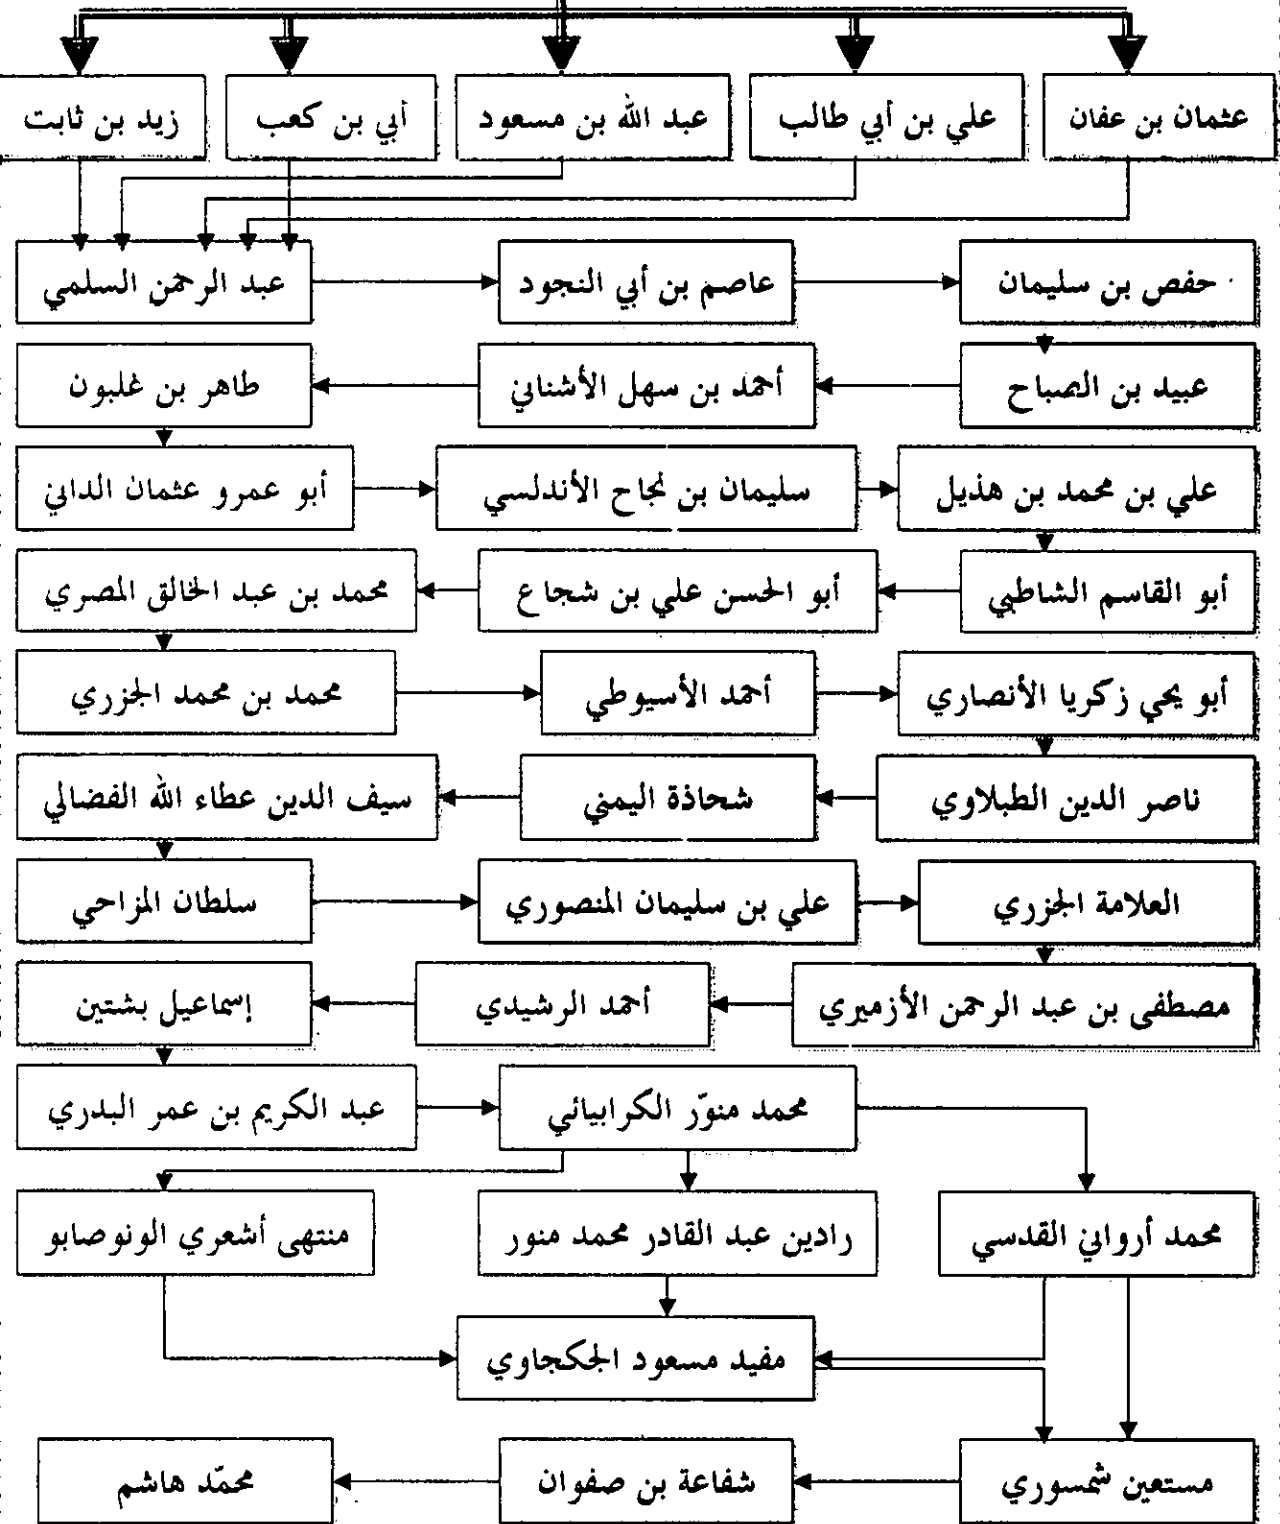 عثمان بن عفان
علي بن أبي طالب
عبد الله بن مسعود
أبي بن كعب
زيد بن ثابت
حفص بن سليمان
عاصم بن أبي النجود
عبد الرحمن السلمي
عبيد بن الصباح
أحمد بن سهل الأشناني
طاهر بن غلبون
علي بن محمد بن هذيل
سليمان بن نجاح الأندلسي
أبو عمرو عثمان الداني
أبو القاسم الشاطبي
أبو الحسن علي بن شجاع
محمد بن عبد الخالق المصري
أبو يحي زكريا الأنصاري
أحمد الأسيوطي
محمد بن محمد الجزري
ناصر الدين الطبلاوي
شحاذة اليمني
سيف الدين عطاء الله الفضالي
العلامة الجزري
علي بن سليمان المنصوري
سلطان المزاحي
مصطفى بن عبد الرحمن الأزميري
أحمد الرشيدي
إسماعيل بشتين
محمد منوّر الكرابيائي
عبد الكريم بن عمر البدري
محمد أرواني القدسي
رادين عبد القادر محمد منور
منتهى أشعري الونوصابو
مفيد مسعود الجكجاوي
مستعين شمسوري
شفاعة بن صفوان
محمّد هاشم